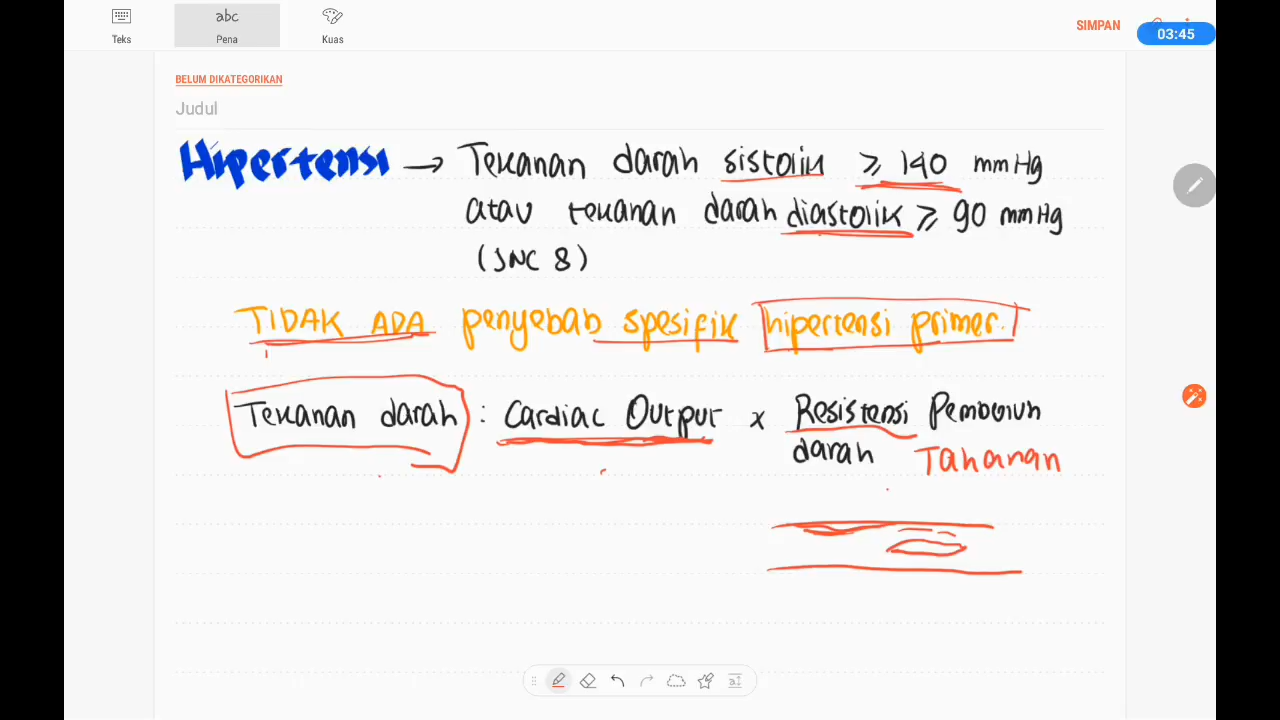 Teks
abc
Pena
Kuas
SIMPAN
03:45
BELUM DIKATEGORIKAN
Judul
Hipertensi → Tekanan darah sistolik ≥ 140 mmHg
atau tekanan darah diastolik ≥ 90 mmHg
(JNC 8)
TIDAK ADA penyebab spesifik hipertensi primer.
Tekanan darah : Cardiac Output x Resistensi Pembuluh
darah Tahanan